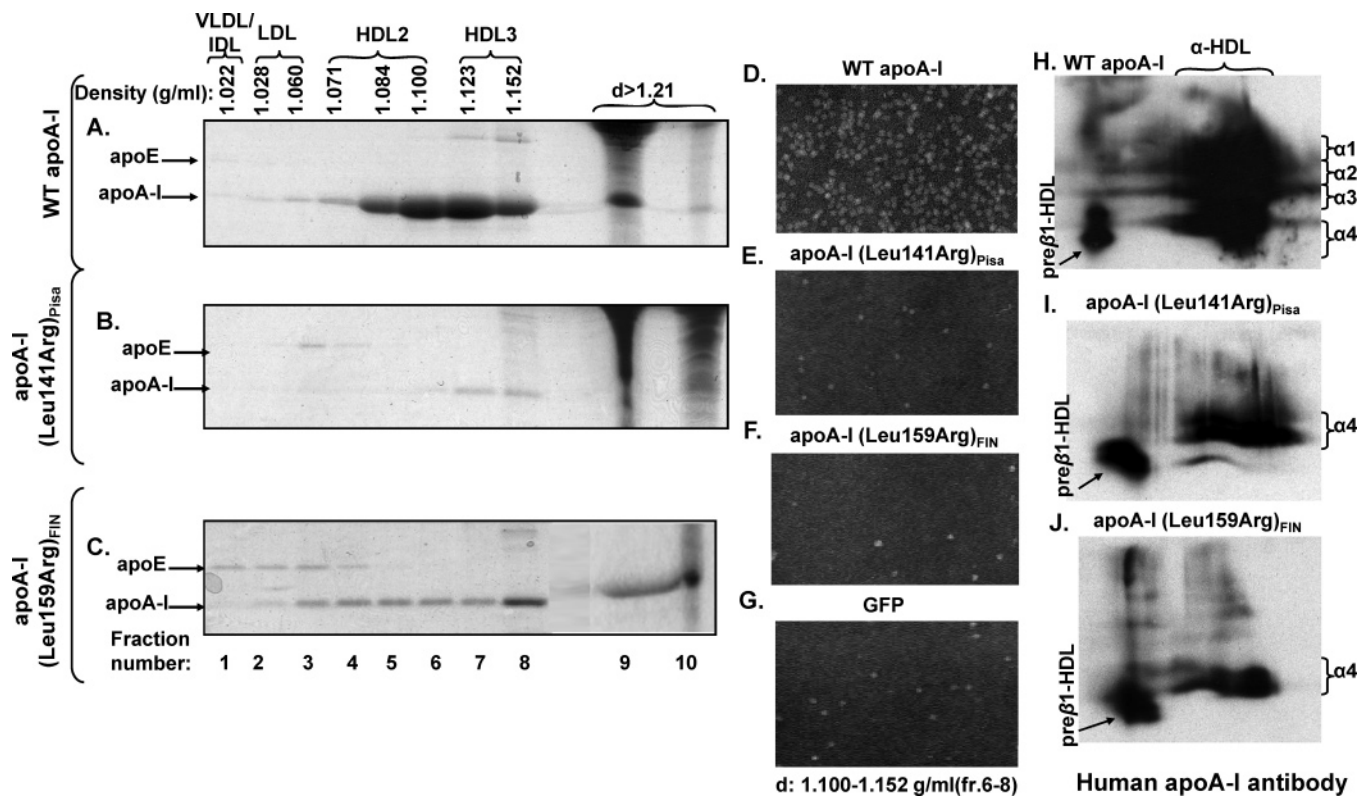 VLDL/
IDL
LDL
HDL2
HDL3
Density (g/ml):
1.022
1.028
1.060
1.071
1.084
1.100
1.123
1.152
d>1.21
WT apoA-I
A.
apoE
apoA-I
apoA-I
(Leu141Arg)Pisa
B.
apoE
apoA-I
apoA-I
(Leu159Arg)FIN
C.
apoE
apoA-I
Fraction
number:
1 2 3 4 5 6 7 8 9 10
D.
WT apoA-I
E.
apoA-I (Leu141Arg)Pisa
F.
apoA-I (Leu159Arg)FIN
G.
GFP
d: 1.100-1.152 g/ml(fr.6-8)
H. WT apoA-I
α-HDL
preβ1-HDL
α1
α2
α3
α4
I.
apoA-I (Leu141Arg)Pisa
preβ1-HDL
α4
J.
apoA-I (Leu159Arg)FIN
preβ1-HDL
α4
Human apoA-I antibody